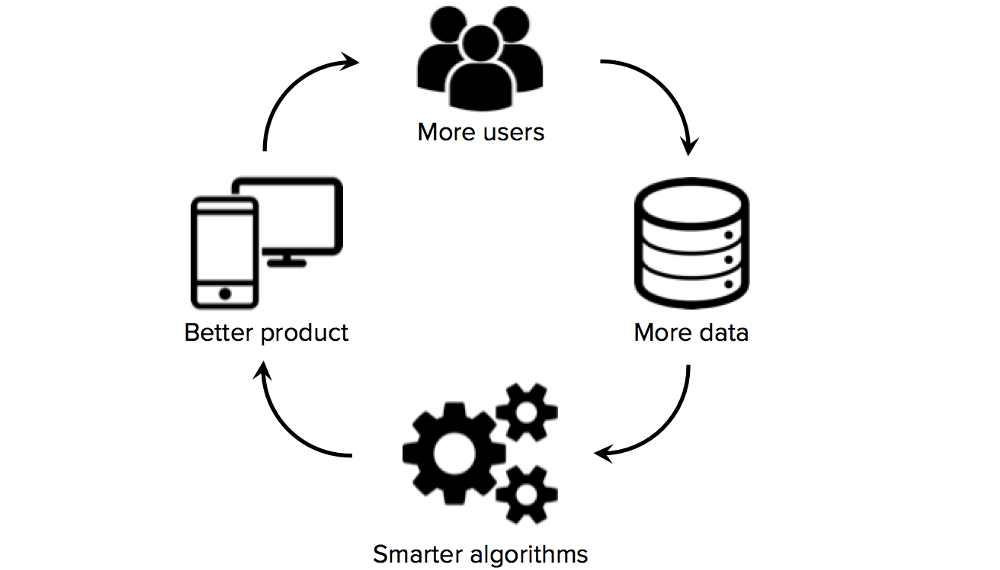 More users
Better product
More data
Smarter algorithms